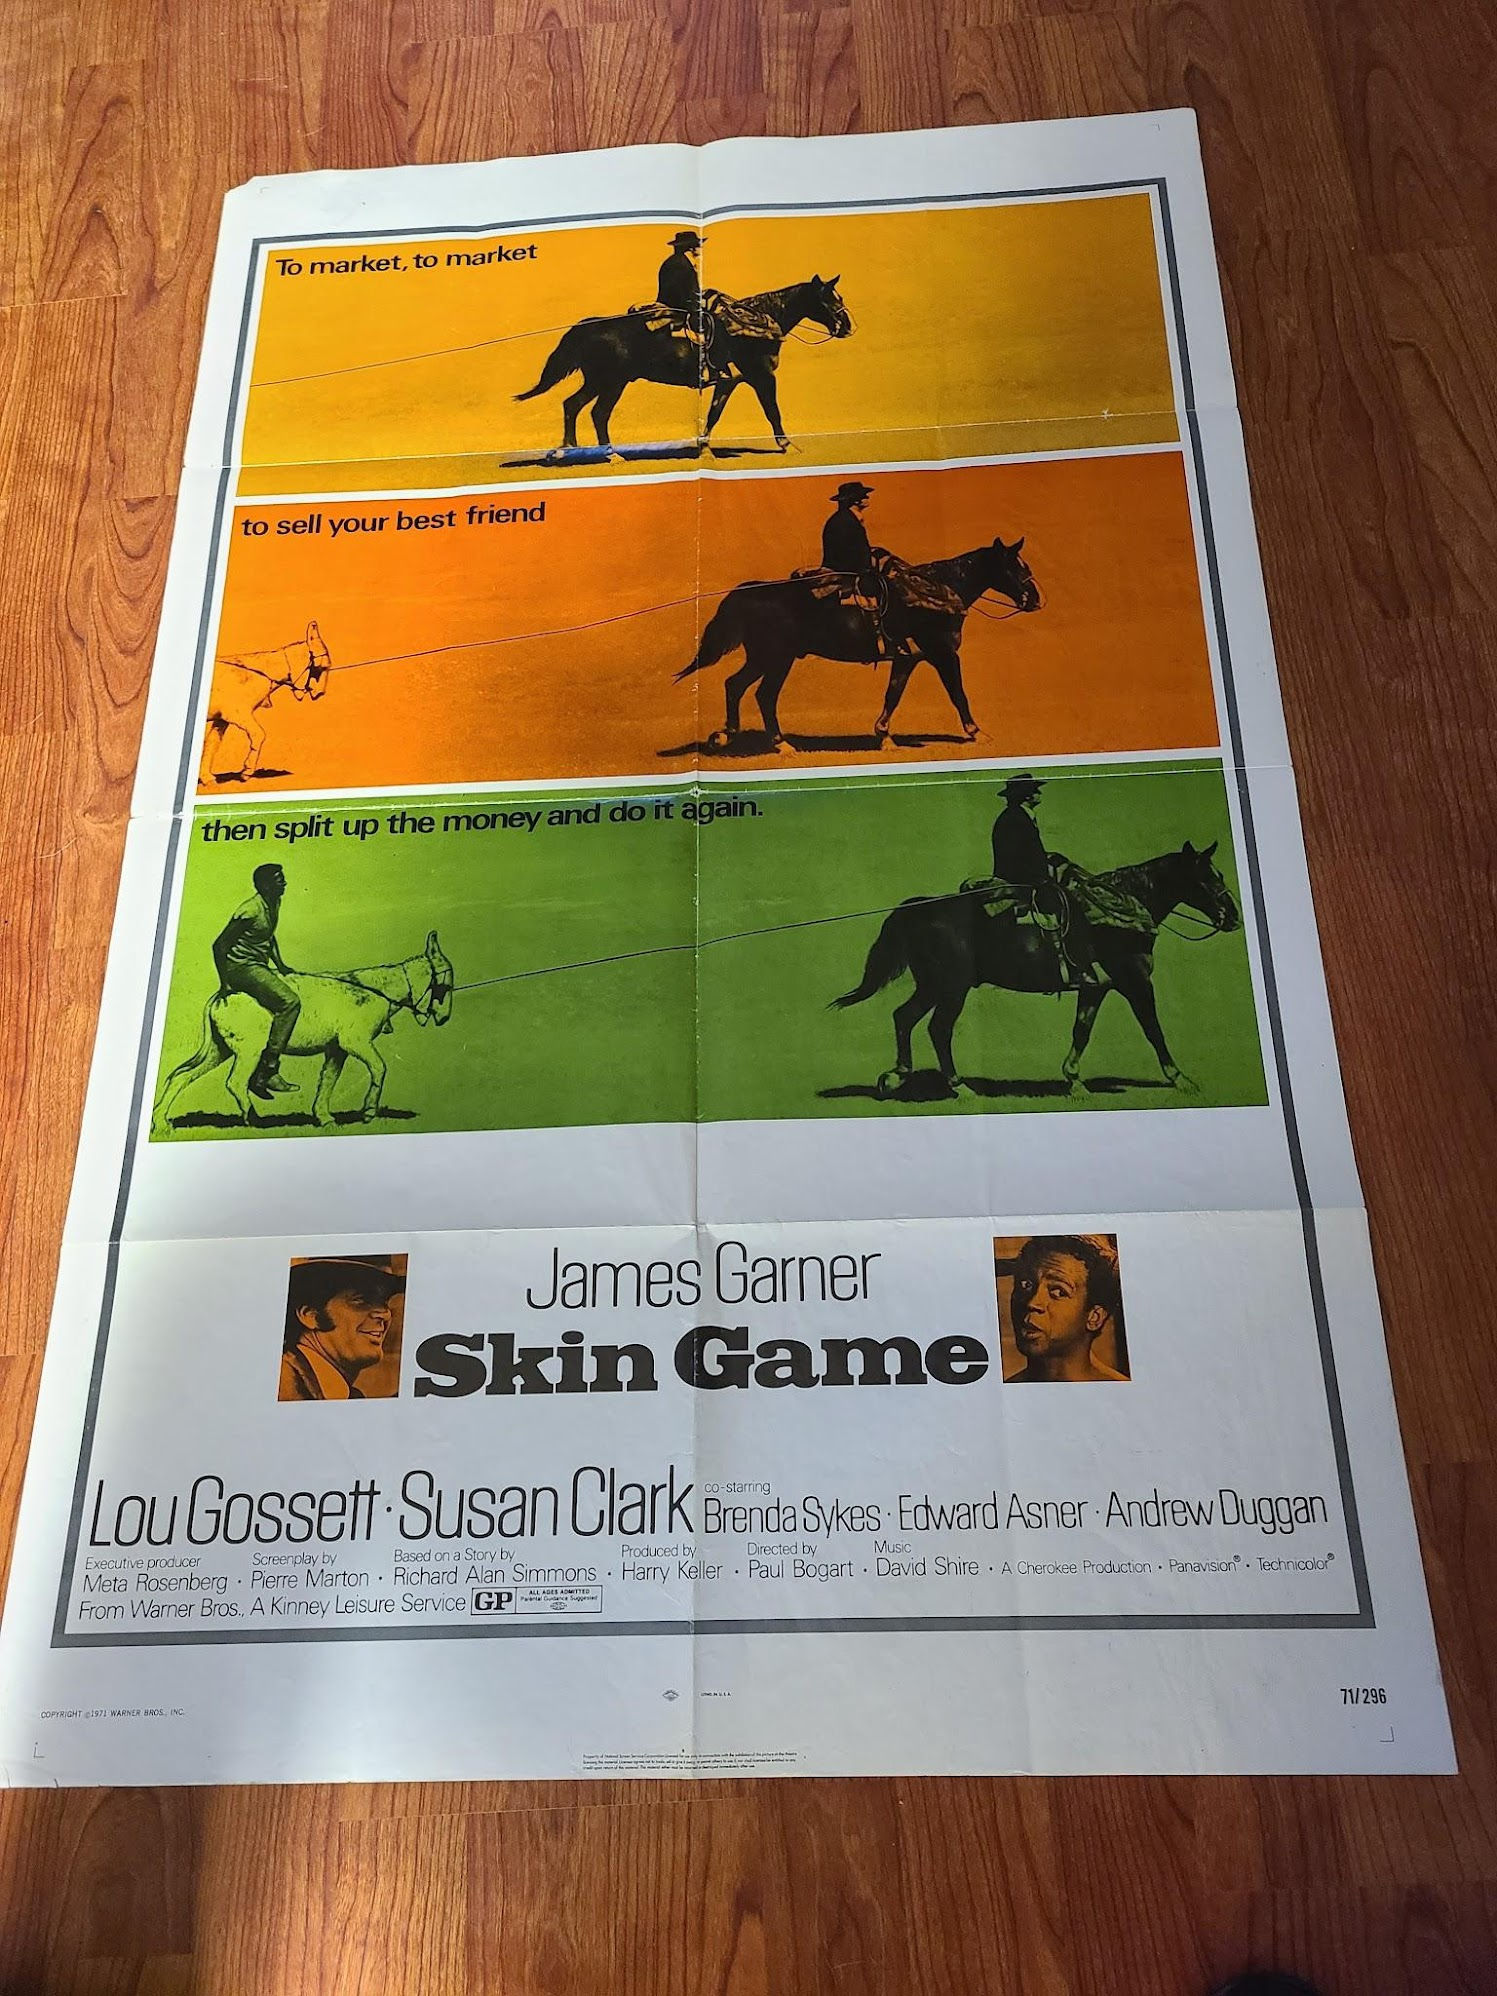 To market, to market
to sell your best friend
then split up the money and do it again.
James Garner
Skin Game
Lou Gossett · Susan Clark co-starring Brenda Sykes · Edward Asner · Andrew Duggan
Executive producer Meta Rosenberg · Screenplay by Pierre Marton · Based on a Story by Richard Alan Simmons · Produced by Harry Keller · Directed by Paul Bogart · Music David Shire · A Cherokee Production · Panavision® · Technicolor®
From Warner Bros., A Kinney Leisure Service GP ALL AGES ADMITTED Parental Guidance Suggested
71/296
LITHO. IN U.S.A.
COPYRIGHT ©1971 WARNER BROS., INC.